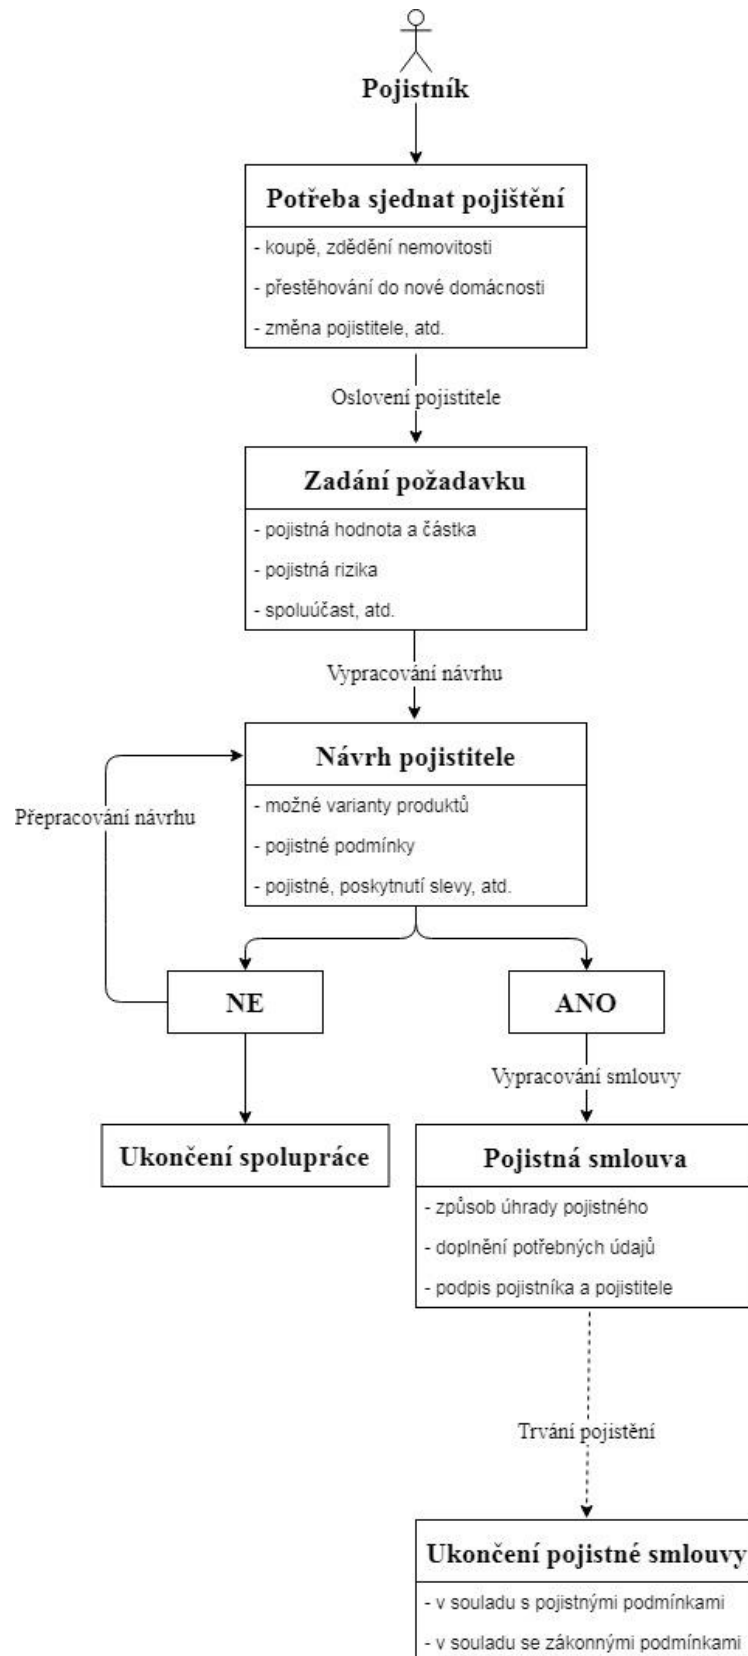 Pojistník
Potřeba sjednat pojištění
- koupě, zdědění nemovitosti
- přestěhování do nové domácnosti
- změna pojistitele, atd.
Oslovení pojistitele
Zadání požadavku
- pojistná hodnota a částka
- pojistná rizika
- spoluúčast, atd.
Vypracování návrhu
Návrh pojistitele
- možné varianty produktů
- pojistné podmínky
- pojistné, poskytnutí slevy, atd.
Přepracování návrhu
NE
ANO
Vypracování smlouvy
Ukončení spolupráce
Pojistná smlouva
- způsob úhrady pojistného
- doplnění potřebných údajů
- podpis pojistníka a pojistitele
Trvání pojistění
Ukončení pojistné smlouvy
- v souladu s pojistnými podmínkami
- v souladu se zákonnými podmínkami